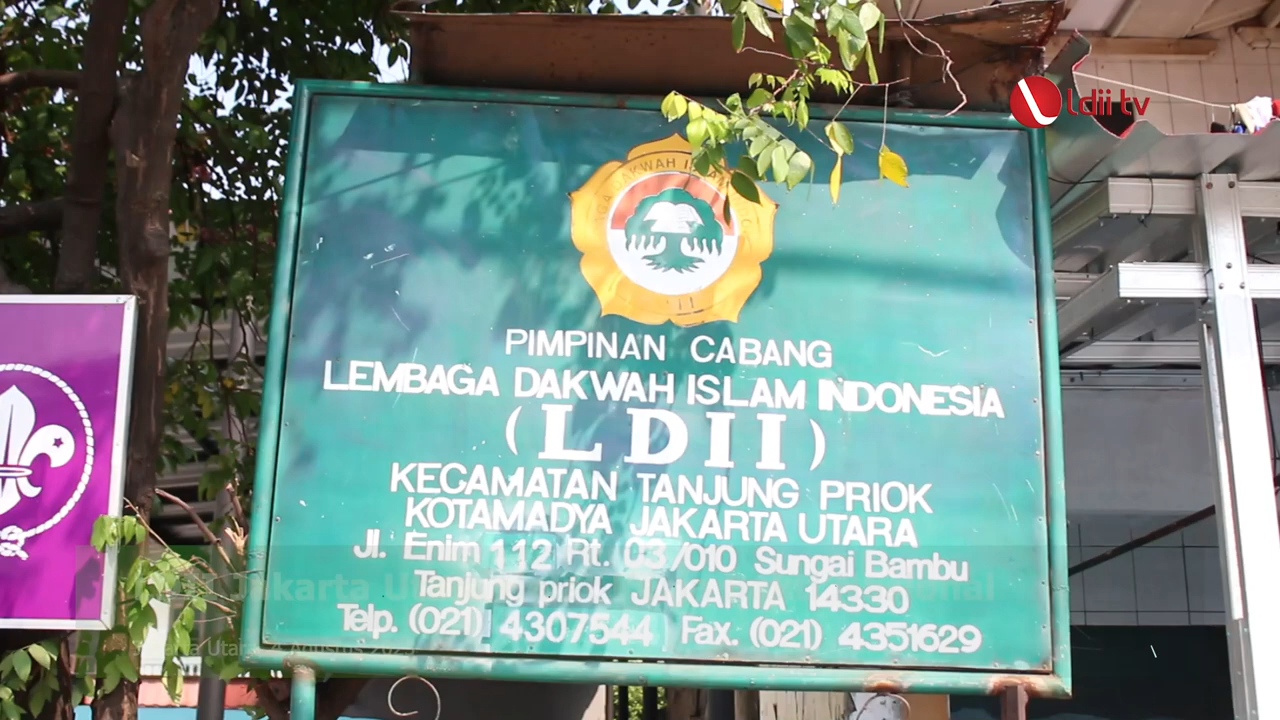 ldii tv
PIMPINAN CABANG
LEMBAGA DAKWAH ISLAM INDONESIA
(LDII)
KECAMATAN TANJUNG PRIOK
KOTAMADYA JAKARTA UTARA
Jl. Enim 112 Rt. 03/010 Sungai Bambu
Tanjung priok JAKARTA 14330
Telp. (021) 4307544 Fax. (021) 4351629